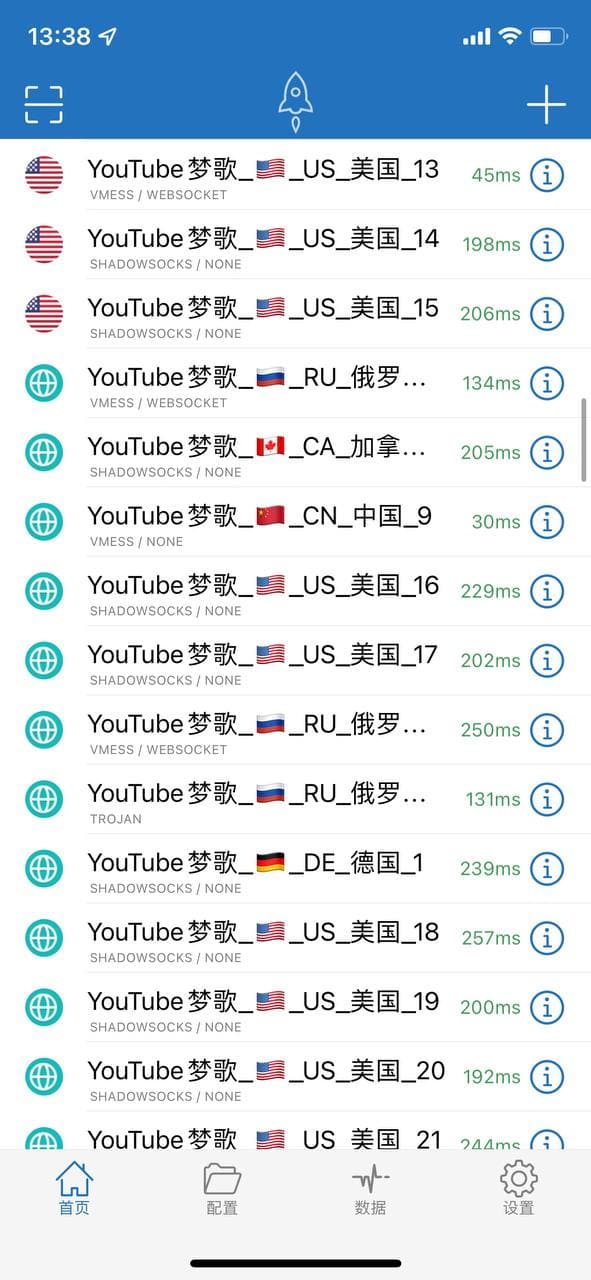 13:38
YouTube梦歌_🇺🇸_US_美国_13
45ms
VMESS / WEBSOCKET
YouTube梦歌_🇺🇸_US_美国_14
198ms
SHADOWSOCKS / NONE
YouTube梦歌_🇺🇸_US_美国_15
206ms
SHADOWSOCKS / NONE
YouTube梦歌_🇷🇺_RU_俄罗...
134ms
VMESS / WEBSOCKET
YouTube梦歌_🇨🇦_CA_加拿...
205ms
SHADOWSOCKS / NONE
YouTube梦歌_🇨🇳_CN_中国_9
30ms
VMESS / NONE
YouTube梦歌_🇺🇸_US_美国_16
229ms
SHADOWSOCKS / NONE
YouTube梦歌_🇺🇸_US_美国_17
202ms
SHADOWSOCKS / NONE
YouTube梦歌_🇷🇺_RU_俄罗...
250ms
VMESS / WEBSOCKET
YouTube梦歌_🇷🇺_RU_俄罗...
131ms
TROJAN
YouTube梦歌_🇩🇪_DE_德国_1
239ms
SHADOWSOCKS / NONE
YouTube梦歌_🇺🇸_US_美国_18
257ms
SHADOWSOCKS / NONE
YouTube梦歌_🇺🇸_US_美国_19
200ms
SHADOWSOCKS / NONE
YouTube梦歌_🇺🇸_US_美国_20
192ms
SHADOWSOCKS / NONE
YouTube梦歌_🇺🇸_US_美国_21
244ms
首页
配置
数据
设置